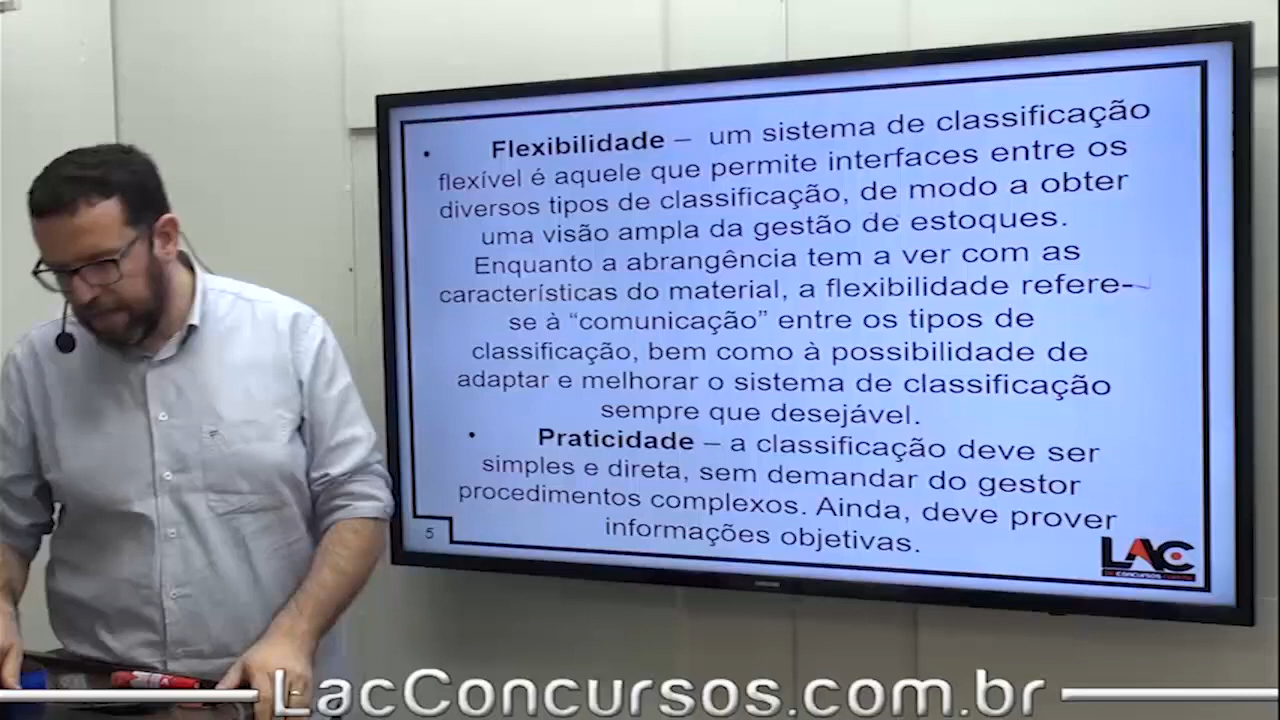 • Flexibilidade – um sistema de classificação
flexível é aquele que permite interfaces entre os
diversos tipos de classificação, de modo a obter
uma visão ampla da gestão de estoques.
Enquanto a abrangência tem a ver com as
características do material, a flexibilidade refere-
se à “comunicação” entre os tipos de
classificação, bem como à possibilidade de
adaptar e melhorar o sistema de classificação
sempre que desejável.
• Praticidade – a classificação deve ser
simples e direta, sem demandar do gestor
procedimentos complexos. Ainda, deve prover
informações objetivas.
5
LAC
LacConcursos.com.br